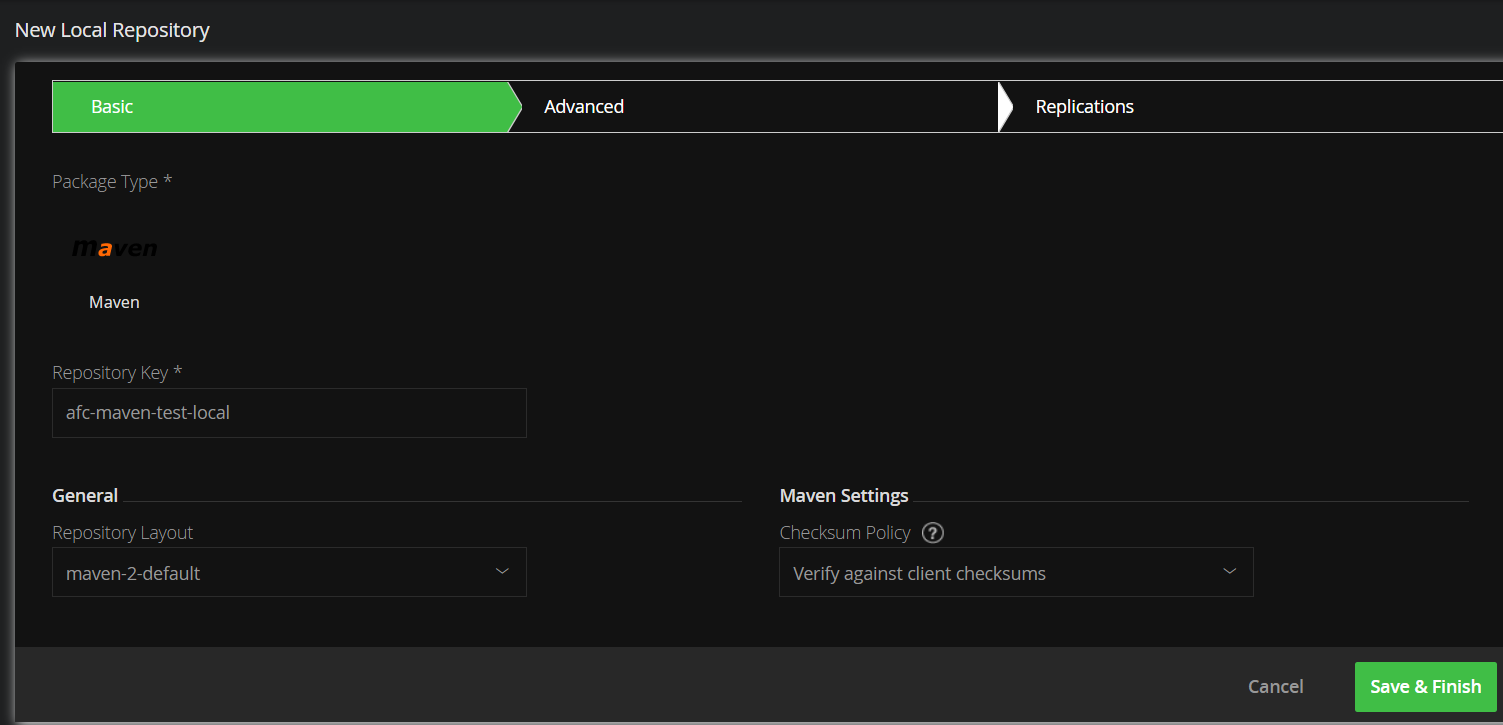 New Local Repository
Basic
Advanced
Replications
Package Type *
maven
Maven
Repository Key *
afc-maven-test-local
General
Maven Settings
Repository Layout
Checksum Policy ?
maven-2-default
Verify against client checksums
Cancel
Save & Finish